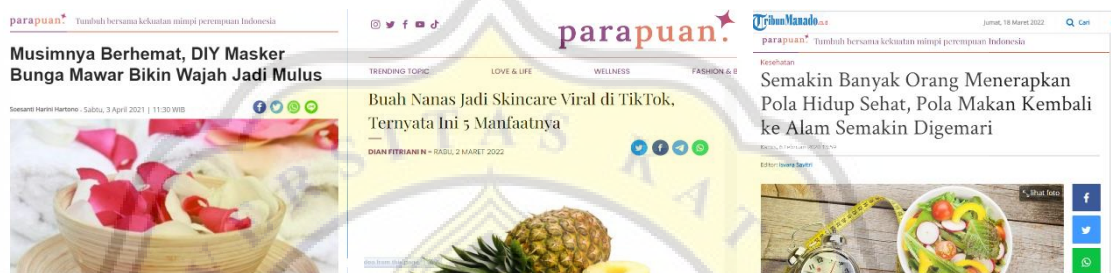 parapuan. Tumbuh bersama kekuatan mimpi perempuan Indonesia
Musimnya Berhemat, DIY Masker
Bunga Mawar Bikin Wajah Jadi Mulus
Soesanti Harini Hartono - Sabtu, 3 April 2021 | 11:30 WIB
parapuan.
TRENDING TOPIC LOVE & LIFE WELLNESS FASHION & B
Buah Nanas Jadi Skincare Viral di TikTok,
Ternyata Ini 5 Manfaatnya
DIAN FITRIANI N - RABU, 2 MARET 2022
TribunManado.co.id Jumat, 18 Maret 2022 Cari
parapuan. Tumbuh bersama kekuatan mimpi perempuan Indonesia
Kesehatan
Semakin Banyak Orang Menerapkan
Pola Hidup Sehat, Pola Makan Kembali
ke Alam Semakin Digemari
Editor: Isvara Savitri
lihat foto